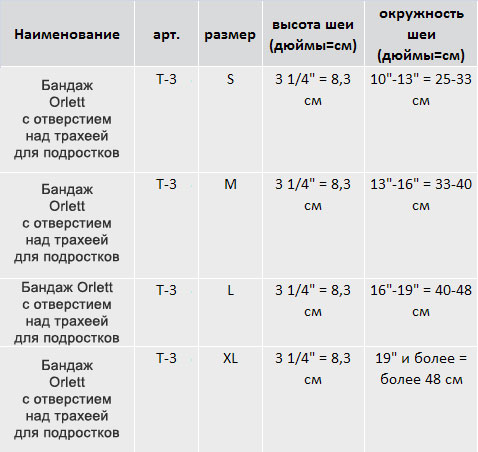 Наименование
арт.
размер
высота шеи
(дюймы=см)
окружность
шеи
(дюймы=см)
Бандаж
Orlett
с отверстием
над трахеей
для подростков
Т-3
S
3 1/4" = 8,3
см
10"-13" = 25-33
см
Бандаж
Orlett
с отверстием
над трахеей
для подростков
Т-3
M
3 1/4" = 8,3
см
13"-16" = 33-40
см
Бандаж Orlett
с отверстием
над трахеей
для подростков
Т-3
L
3 1/4" = 8,3
см
16"-19" = 40-48
см
Бандаж
Orlett
с отверстием
над трахеей
для подростков
Т-3
XL
3 1/4" = 8,3
см
19" и более =
более 48 см